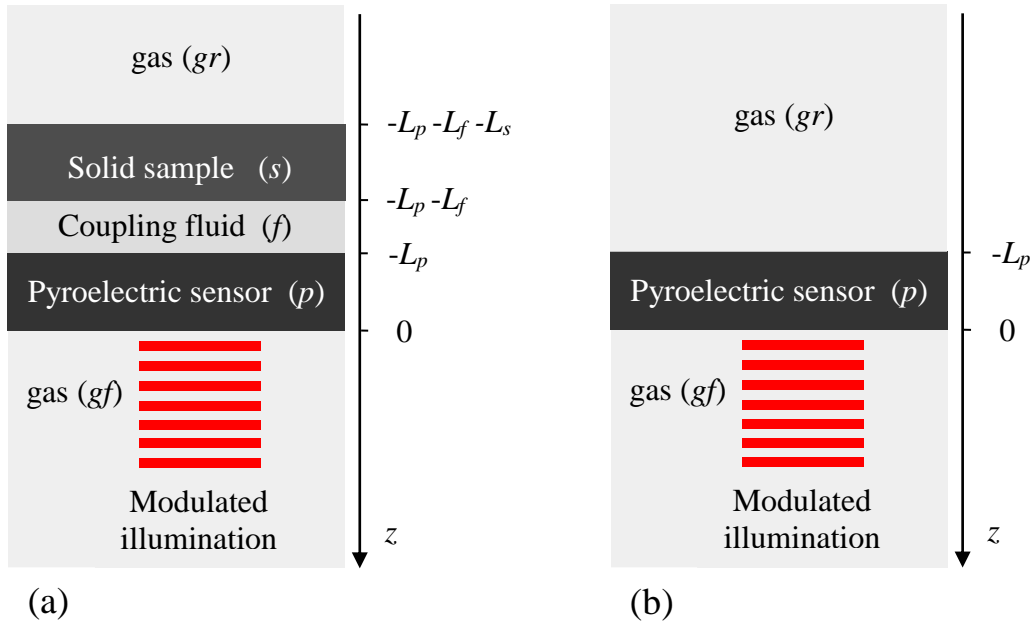 gas (gr)
-Lp -Lf -Ls
Solid sample (s)
-Lp -Lf
Coupling fluid (f)
-Lp
Pyroelectric sensor (p)
0
gas (gf)
Modulated
illumination
z
(a)
gas (gr)
-Lp
Pyroelectric sensor (p)
0
gas (gf)
Modulated
illumination
z
(b)